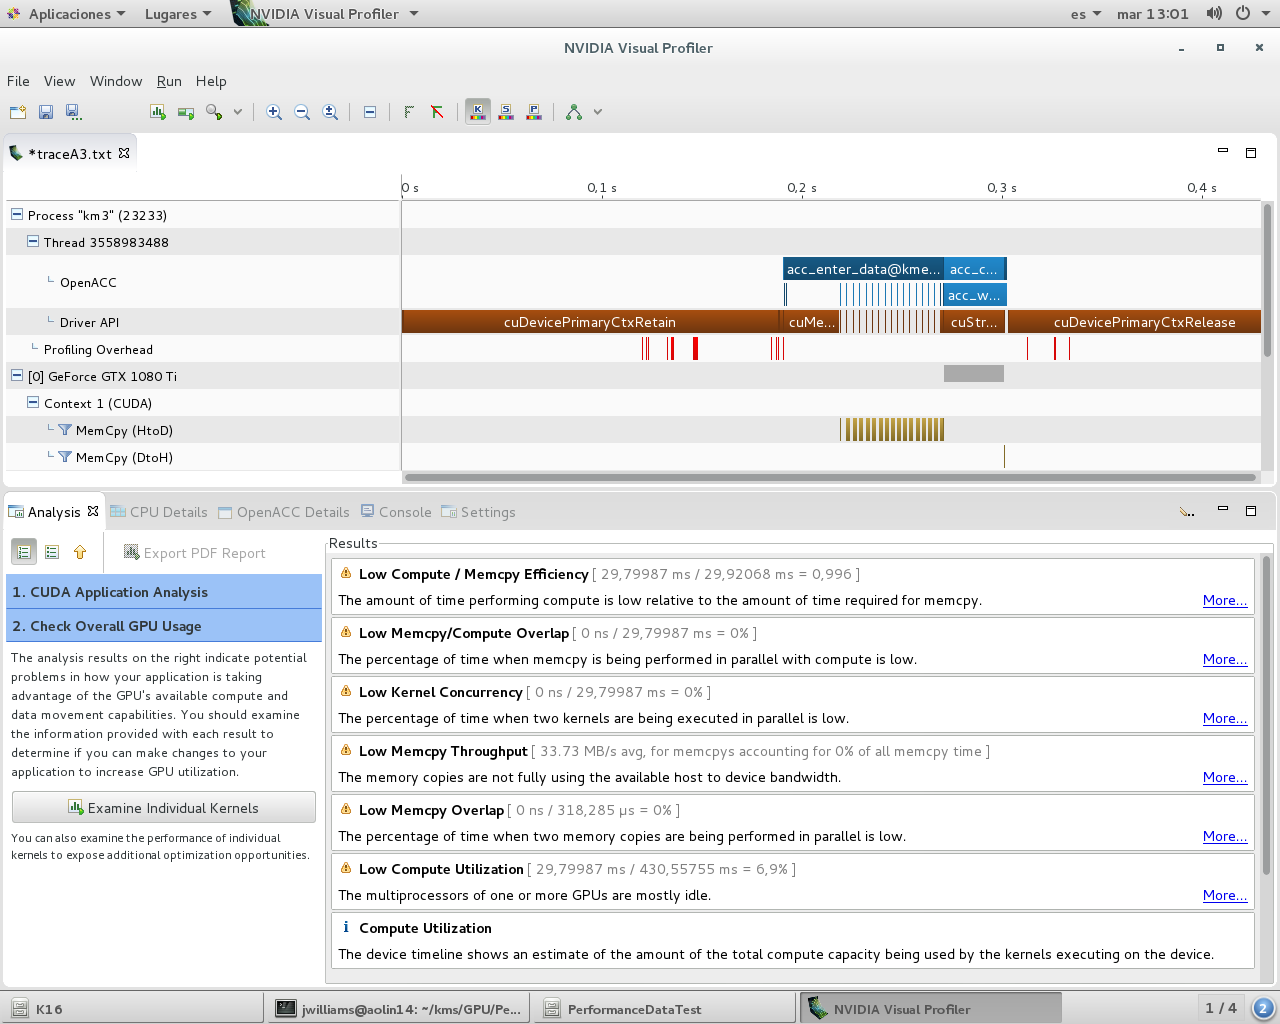 Aplicaciones Lugares NVIDIA Visual Profiler es mar 13:01
NVIDIA Visual Profiler
File View Window Run Help
K S P
*traceA3.txt
0 s 0,1 s 0,2 s 0,3 s 0,4 s
Process "km3" (23233)
Thread 3558983488
OpenACC
acc_enter_data@kme... acc_c...
acc_w...
Driver API
cuDevicePrimaryCtxRetain cuMe... cuStr... cuDevicePrimaryCtxRelease
Profiling Overhead
[0] GeForce GTX 1080 Ti
Context 1 (CUDA)
MemCpy (HtoD)
MemCpy (DtoH)
Analysis CPU Details OpenACC Details Console Settings
Export PDF Report
1. CUDA Application Analysis
2. Check Overall GPU Usage
The analysis results on the right indicate potential
problems in how your application is taking
advantage of the GPU's available compute and
data movement capabilities. You should examine
the information provided with each result to
determine if you can make changes to your
application to increase GPU utilization.
Examine Individual Kernels
You can also examine the performance of individual
kernels to expose additional optimization opportunities.
Results
Low Compute / Memcpy Efficiency [ 29,79987 ms / 29,92068 ms = 0,996 ]
The amount of time performing compute is low relative to the amount of time required for memcpy. More...
Low Memcpy/Compute Overlap [ 0 ns / 29,79987 ms = 0% ]
The percentage of time when memcpy is being performed in parallel with compute is low. More...
Low Kernel Concurrency [ 0 ns / 29,79987 ms = 0% ]
The percentage of time when two kernels are being executed in parallel is low. More...
Low Memcpy Throughput [ 33.73 MB/s avg, for memcpys accounting for 0% of all memcpy time ]
The memory copies are not fully using the available host to device bandwidth. More...
Low Memcpy Overlap [ 0 ns / 318,285 µs = 0% ]
The percentage of time when two memory copies are being performed in parallel is low. More...
Low Compute Utilization [ 29,79987 ms / 430,55755 ms = 6,9% ]
The multiprocessors of one or more GPUs are mostly idle. More...
Compute Utilization
The device timeline shows an estimate of the amount of the total compute capacity being used by the kernels executing on the device.
K16 jwilliams@aolin14: ~/kms/GPU/Pe... PerformanceDataTest NVIDIA Visual Profiler 1 / 4 2